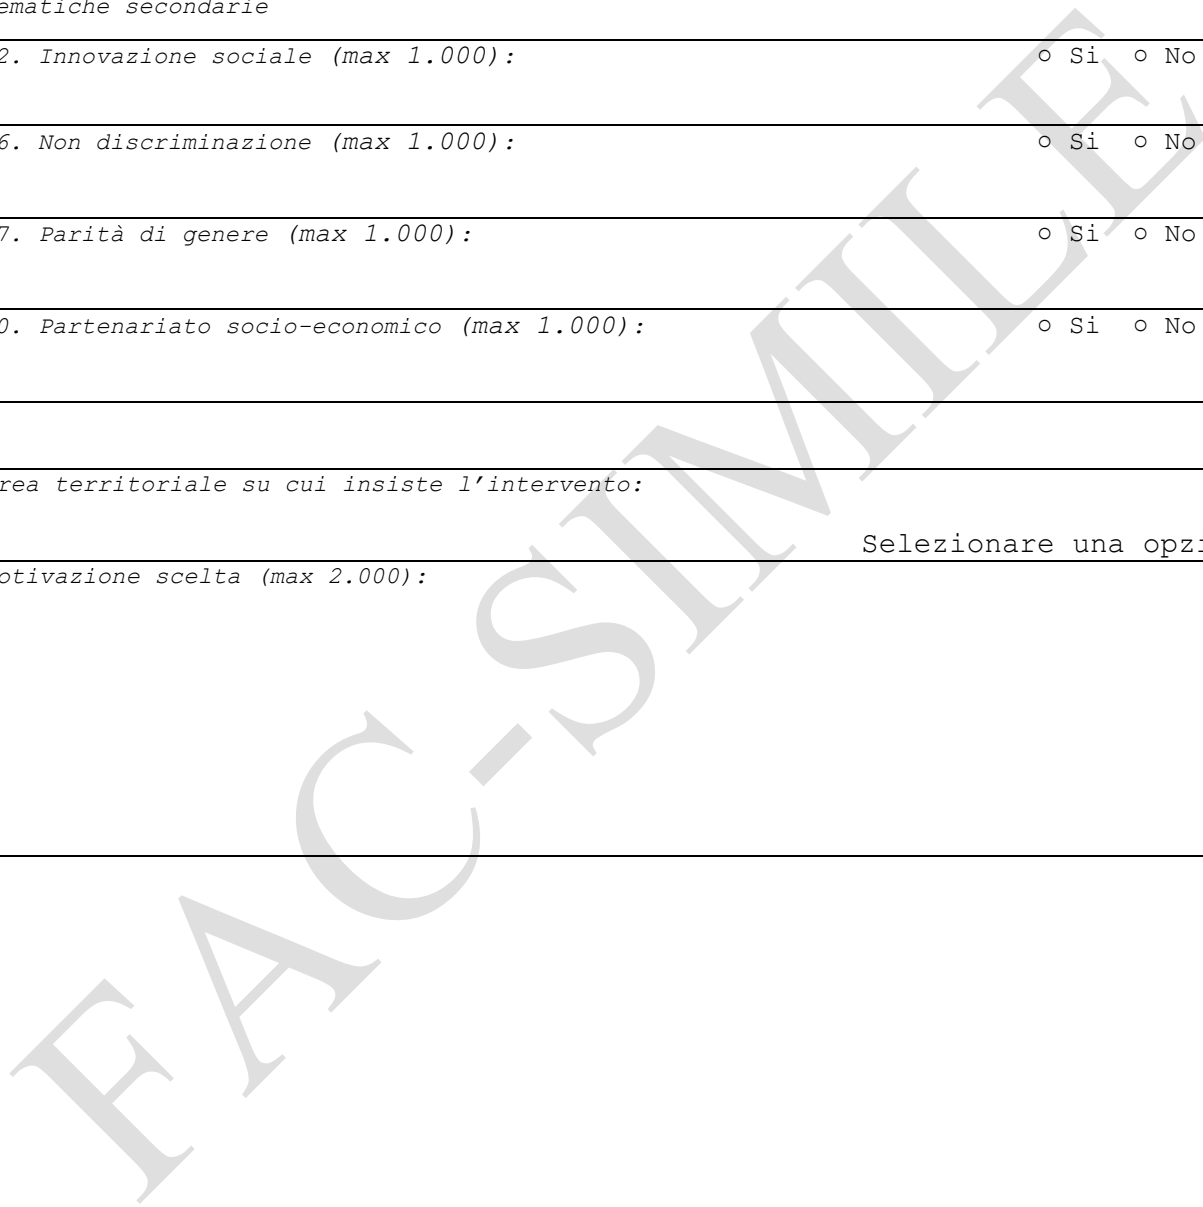 ematiche secondarie
2. Innovazione sociale (max 1.000): ○ Si ○ No
6. Non discriminazione (max 1.000): ○ Si ○ No
7. Parità di genere (max 1.000): ○ Si ○ No
0. Partenariato socio-economico (max 1.000): ○ Si ○ No
rea territoriale su cui insiste l'intervento:
Selezionare una opzi
otivazione scelta (max 2.000):
FAC-SIMILE